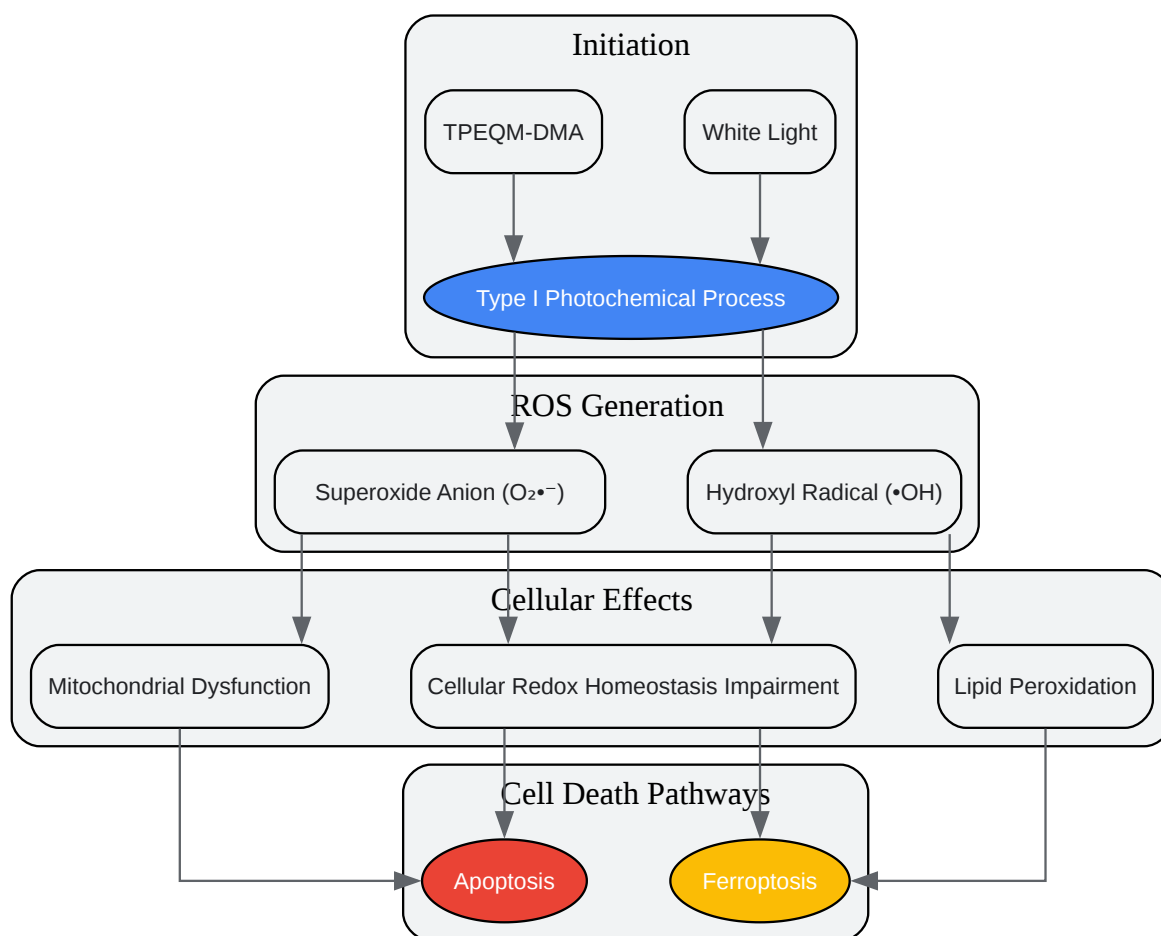 Initiation
TPEQM-DMA
White Light
Type I Photochemical Process
ROS Generation
Superoxide Anion (O₂•⁻)
Hydroxyl Radical (•OH)
Cellular Effects
Mitochondrial Dysfunction
Cellular Redox Homeostasis Impairment
Lipid Peroxidation
Cell Death Pathways
Apoptosis
Ferroptosis